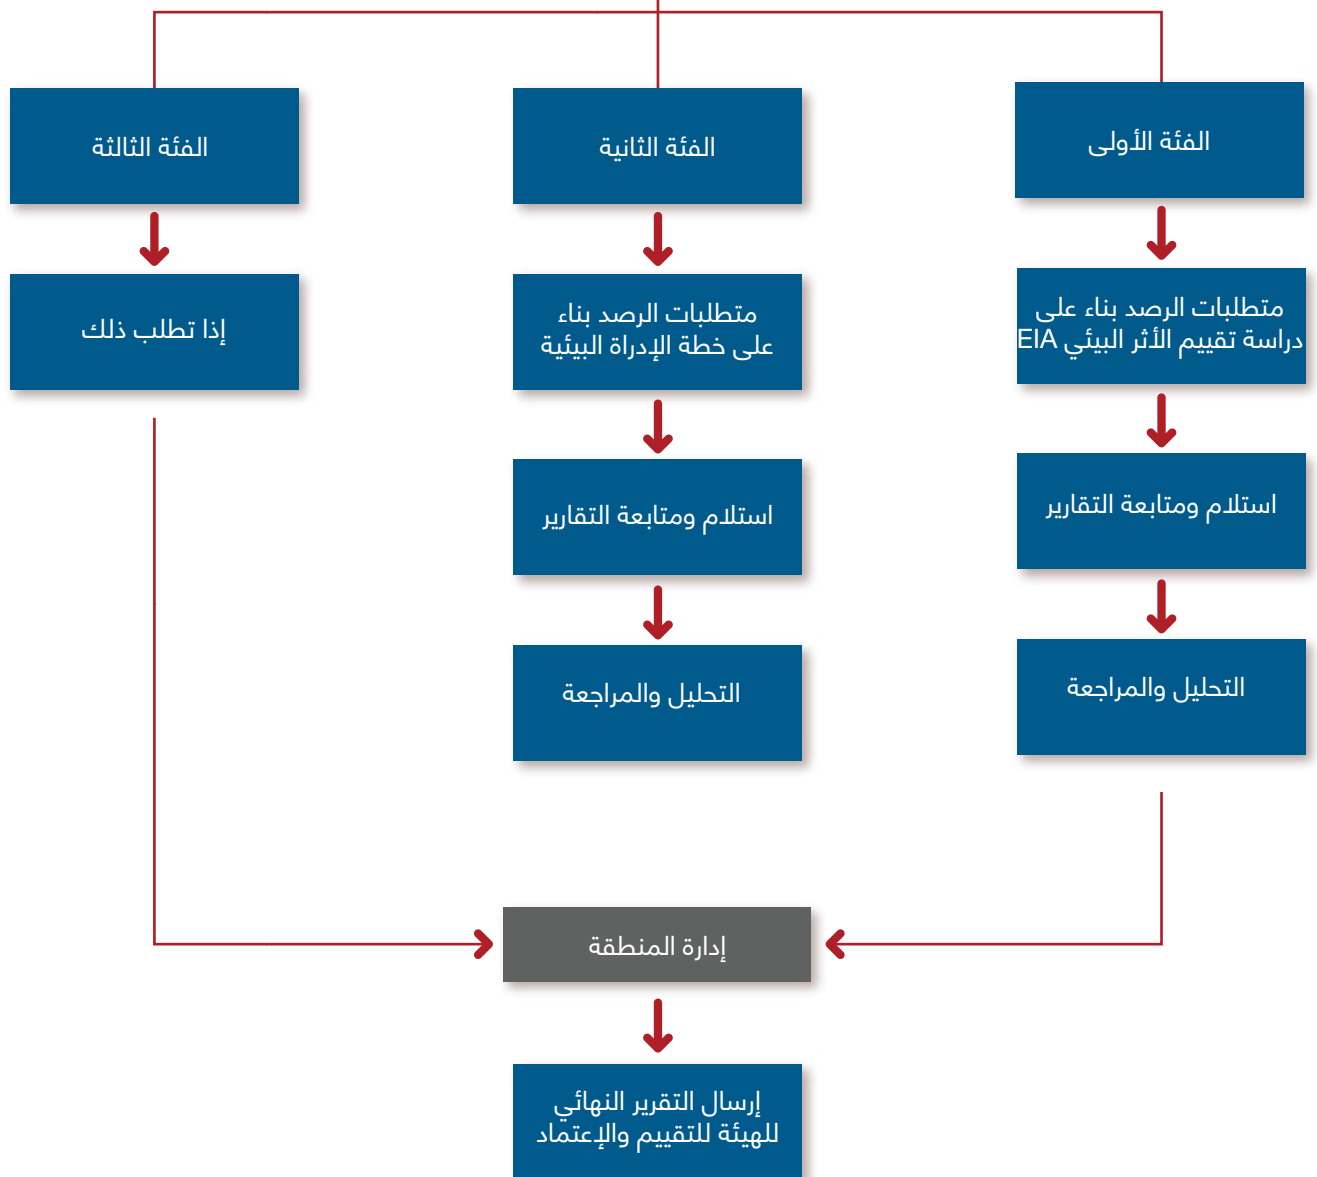 الفئة الأولى
الفئة الثانية
الفئة الثالثة
متطلبات الرصد بناء على
دراسة تقييم الأثر البيئي EIA
متطلبات الرصد بناء
على خطة الإدراة البيئية
إذا تطلب ذلك
استلام ومتابعة التقارير
استلام ومتابعة التقارير
التحليل والمراجعة
التحليل والمراجعة
إدارة المنطقة
إرسال التقرير النهائي
للهيئة للتقييم والإعتماد